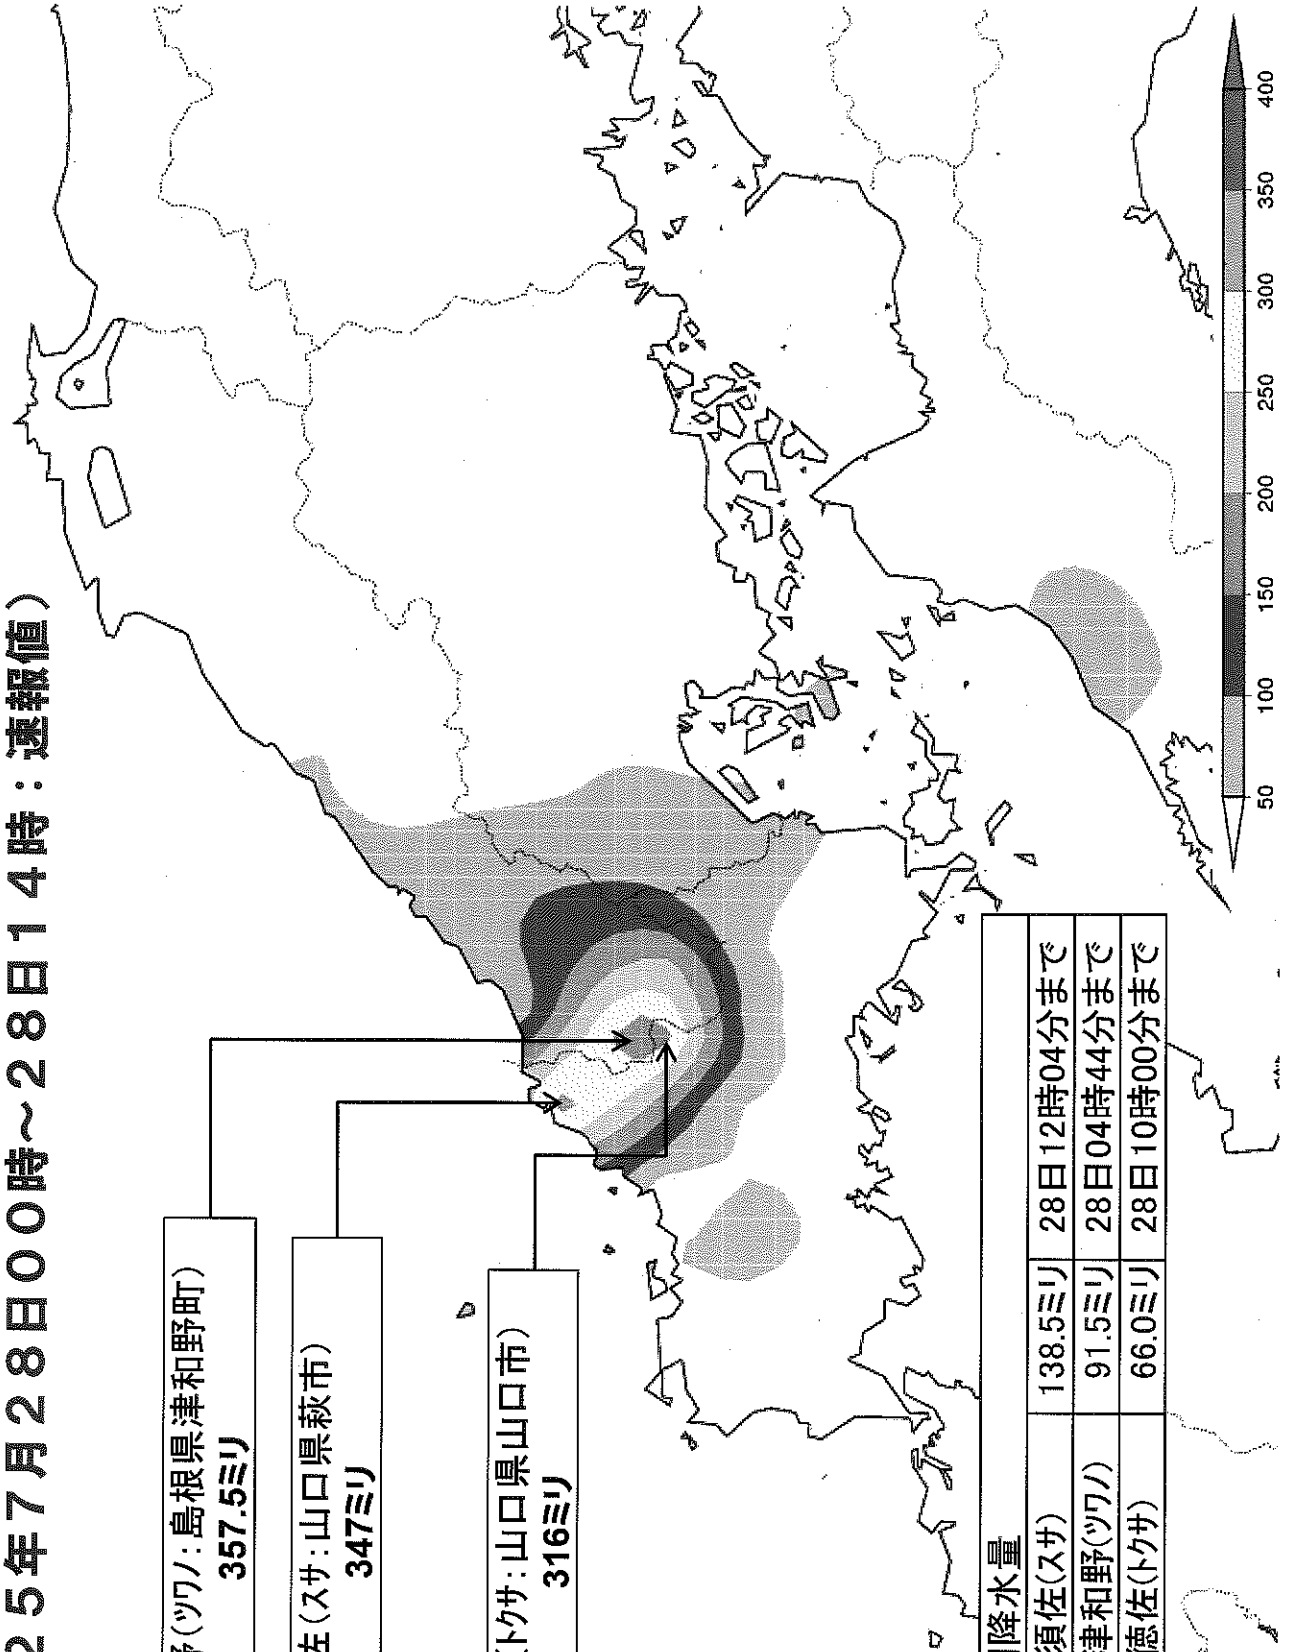 25年7月28日00時～28日14時：速報値）
野（ツワノ：島根県津和野町）
357.5ミリ
佐（スサ：山口県萩市）
347ミリ
（トクサ：山口県山口市）
316ミリ
降水量
須佐（スサ） 138.5ミリ 28日12時04分まで
津和野（ツワノ） 91.5ミリ 28日04時44分まで
徳佐（トクサ） 66.0ミリ 28日10時00分まで
50 100 150 200 250 300 350 400